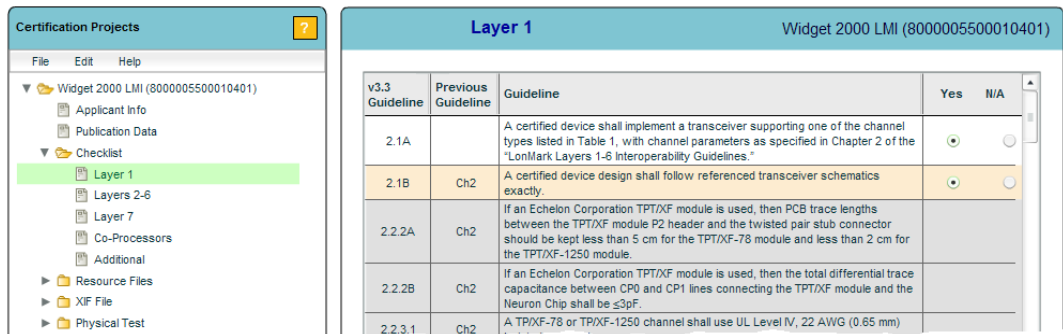 Certification Projects
?
File Edit Help
Widget 2000 LMI (8000005500010401)
Applicant Info
Publication Data
Checklist
Layer 1
Layers 2-6
Layer 7
Co-Processors
Additional
Resource Files
XIF File
Physical Test
Layer 1
Widget 2000 LMI (8000005500010401)
v3.3 Guideline
Previous Guideline
Guideline
Yes
N/A
2.1A
A certified device shall implement a transceiver supporting one of the channel
types listed in Table 1, with channel parameters as specified in Chapter 2 of the
“LonMark Layers 1-6 Interoperability Guidelines.”
2.1B
Ch2
A certified device design shall follow referenced transceiver schematics
exactly.
2.2.2A
Ch2
If an Echelon Corporation TPT/XF module is used, then PCB trace lengths
between the TPT/XF module P2 header and the twisted pair stub connector
should be kept less than 5 cm for the TPT/XF-78 module and less than 2 cm for
the TPT/XF-1250 module.
2.2.2B
Ch2
If an Echelon Corporation TPT/XF module is used, then the total differential trace
capacitance between CP0 and CP1 lines connecting the TPT/XF module and the
Neuron Chip shall be ≤3pF.
2.2.3.1
Ch2
A TP/XF-78 or TP/XF-1250 channel shall use UL Level IV, 22 AWG (0.65 mm)